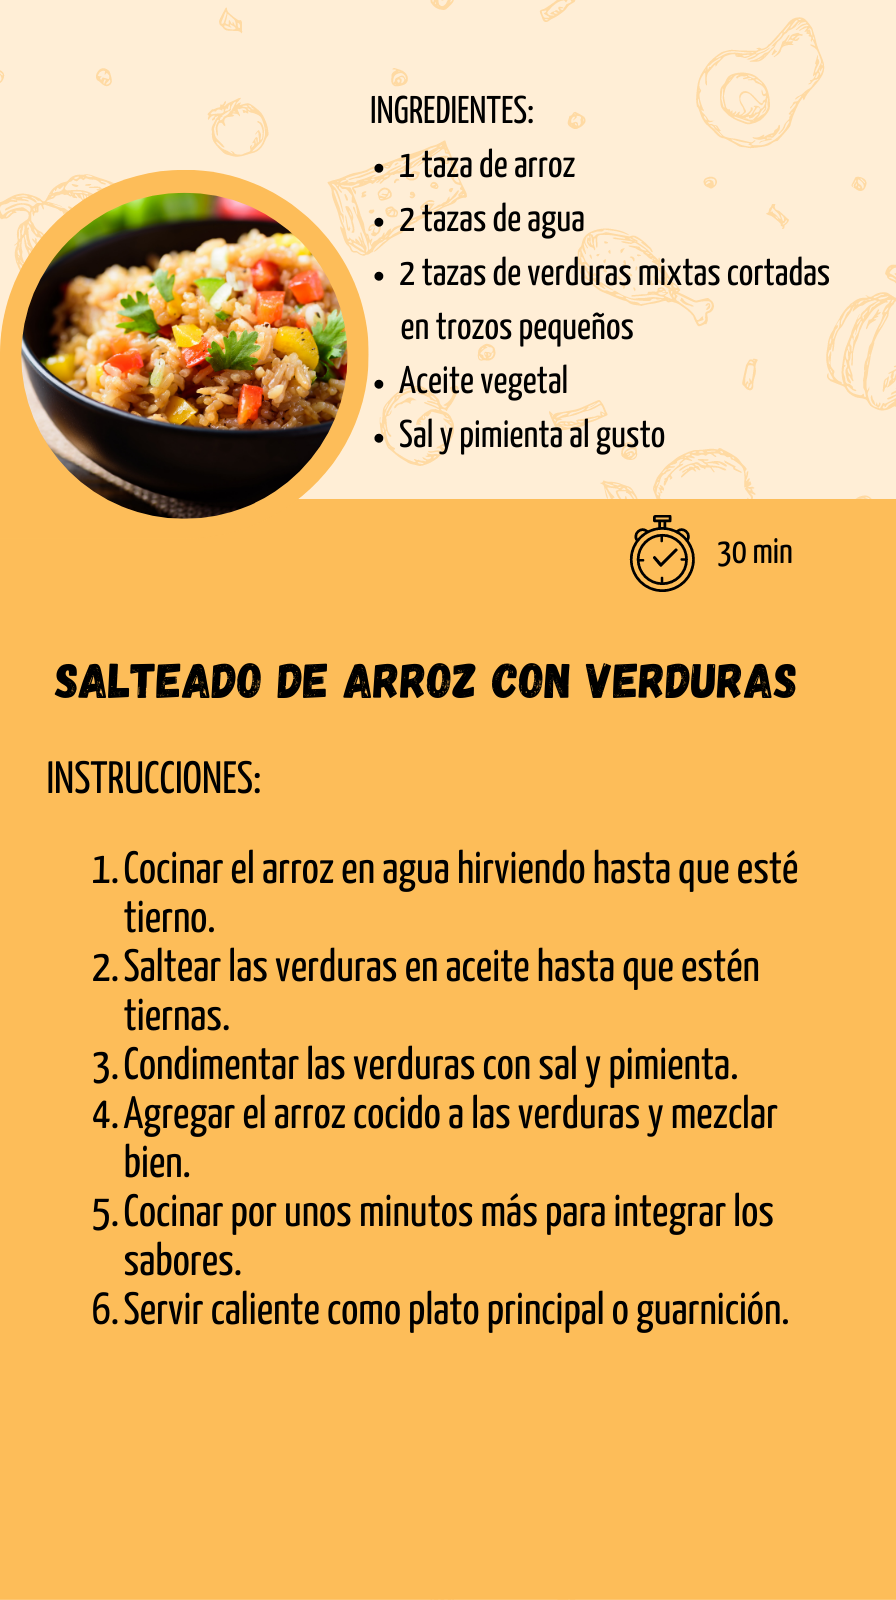 INGREDIENTES:
• 1 taza de arroz
• 2 tazas de agua
• 2 tazas de verduras mixtas cortadas
en trozos pequeños
• Aceite vegetal
• Sal y pimienta al gusto
30 min
SALTEADO DE ARROZ CON VERDURAS
INSTRUCCIONES:
1. Cocinar el arroz en agua hirviendo hasta que esté
tierno.
2. Saltear las verduras en aceite hasta que estén
tiernas.
3. Condimentar las verduras con sal y pimienta.
4. Agregar el arroz cocido a las verduras y mezclar
bien.
5. Cocinar por unos minutos más para integrar los
sabores.
6. Servir caliente como plato principal o guarnición.